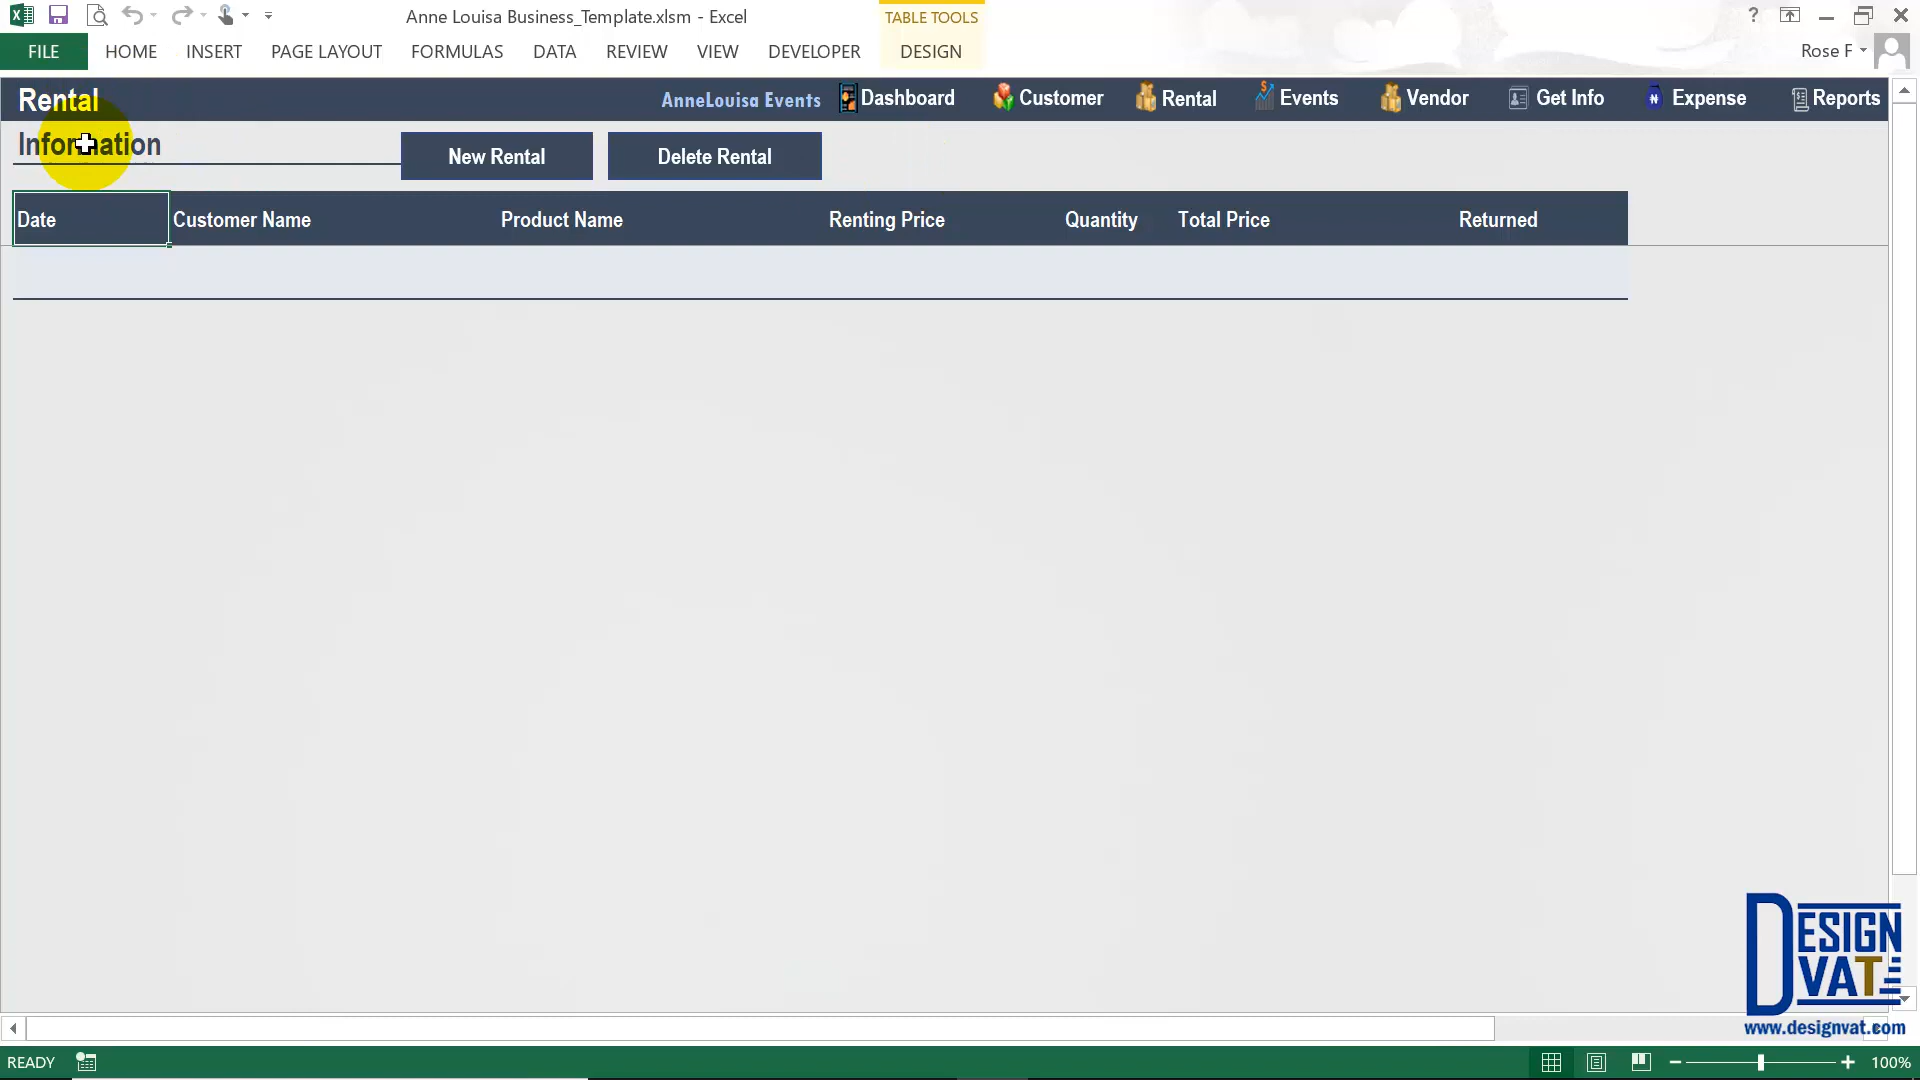 Anne Louisa Business_Template.xlsm - Excel
TABLE TOOLS
?
FILE
HOME
INSERT
PAGE LAYOUT
FORMULAS
DATA
REVIEW
VIEW
DEVELOPER
DESIGN
Rose F
Rental
AnneLouisa Events
Dashboard
Customer
Rental
Events
Vendor
Get Info
Expense
Reports
Information
New Rental
Delete Rental
Date
Customer Name
Product Name
Renting Price
Quantity
Total Price
Returned
DESIGN
VAT
www.designvat.com
READY
100%